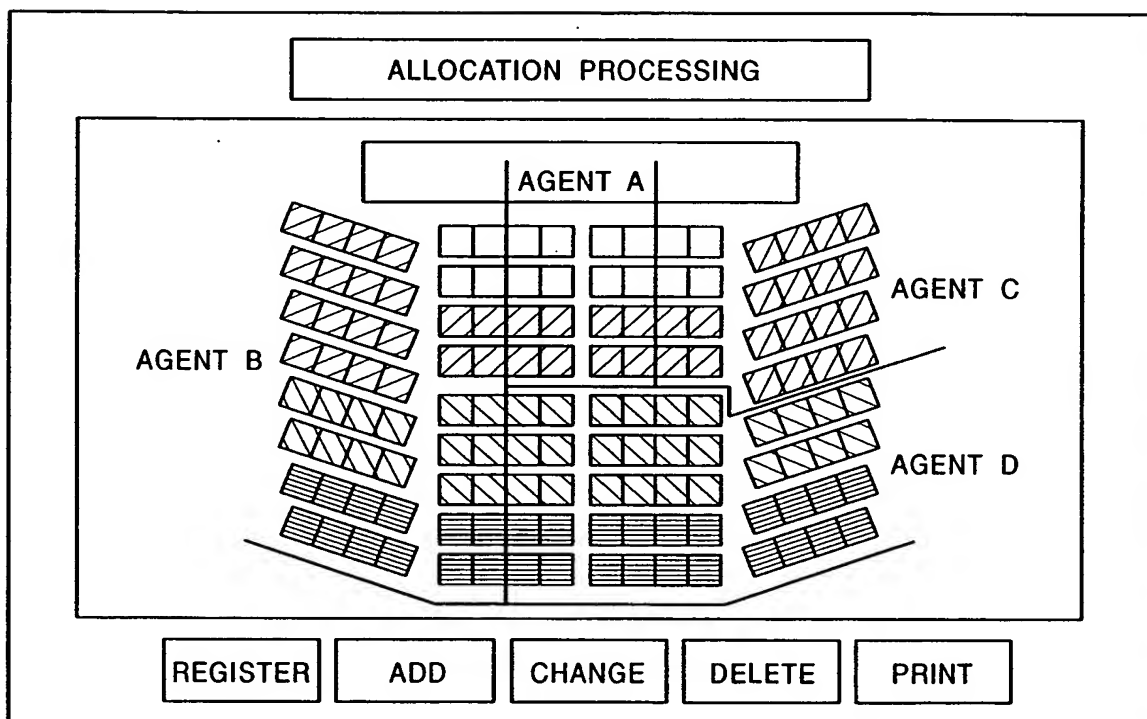 ALLOCATION PROCESSING
AGENT A
AGENT C
AGENT B
AGENT D
REGISTER ADD CHANGE DELETE PRINT